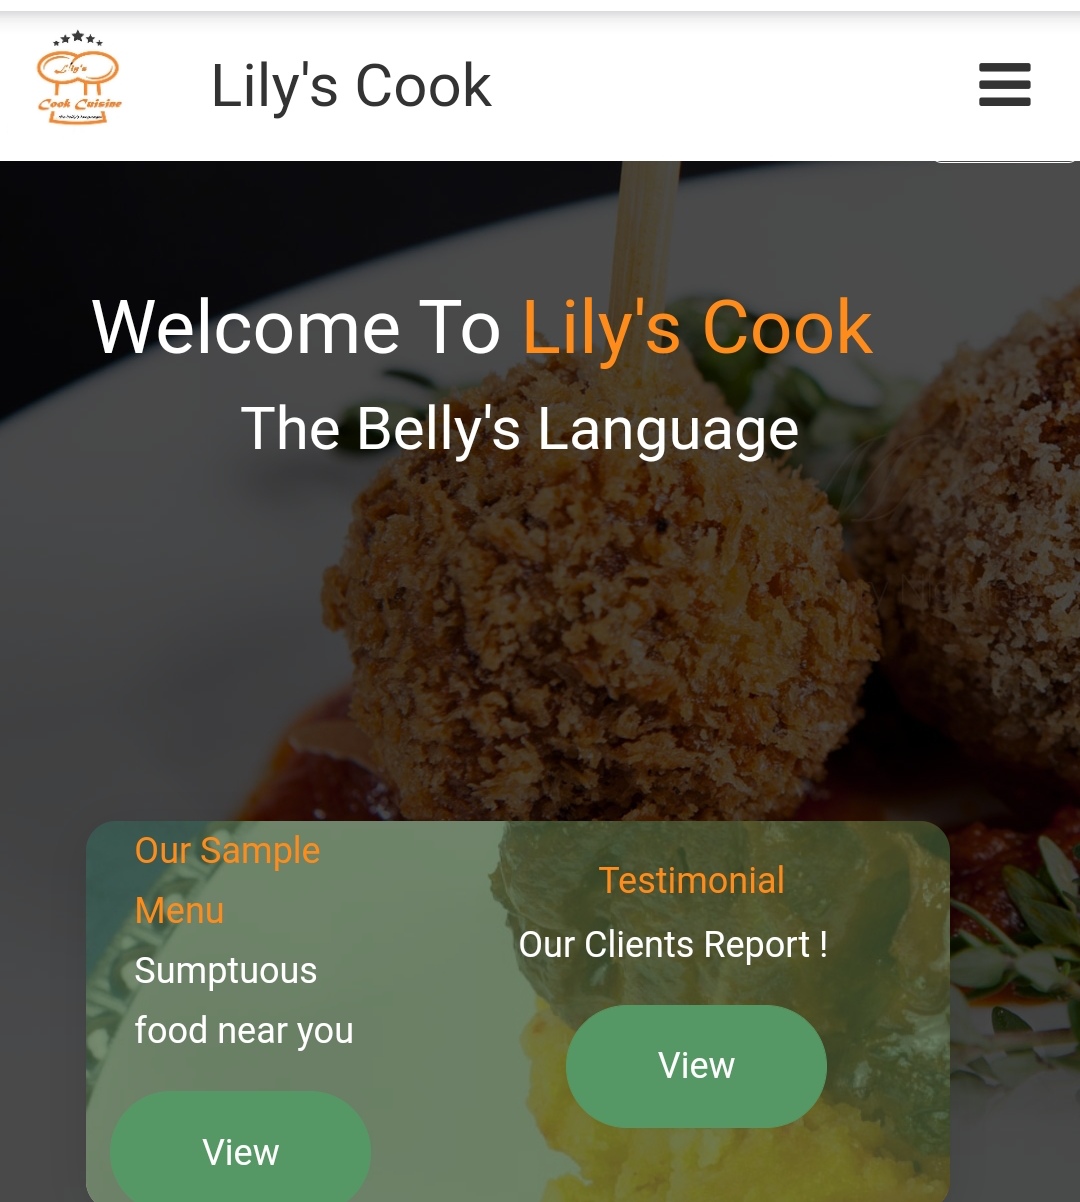 Lily's
Cook Cuisine
Lily's Cook
Welcome To Lily's Cook
The Belly's Language
Our Sample
Menu
Sumptuous
food near you
View
Testimonial
Our Clients Report !
View